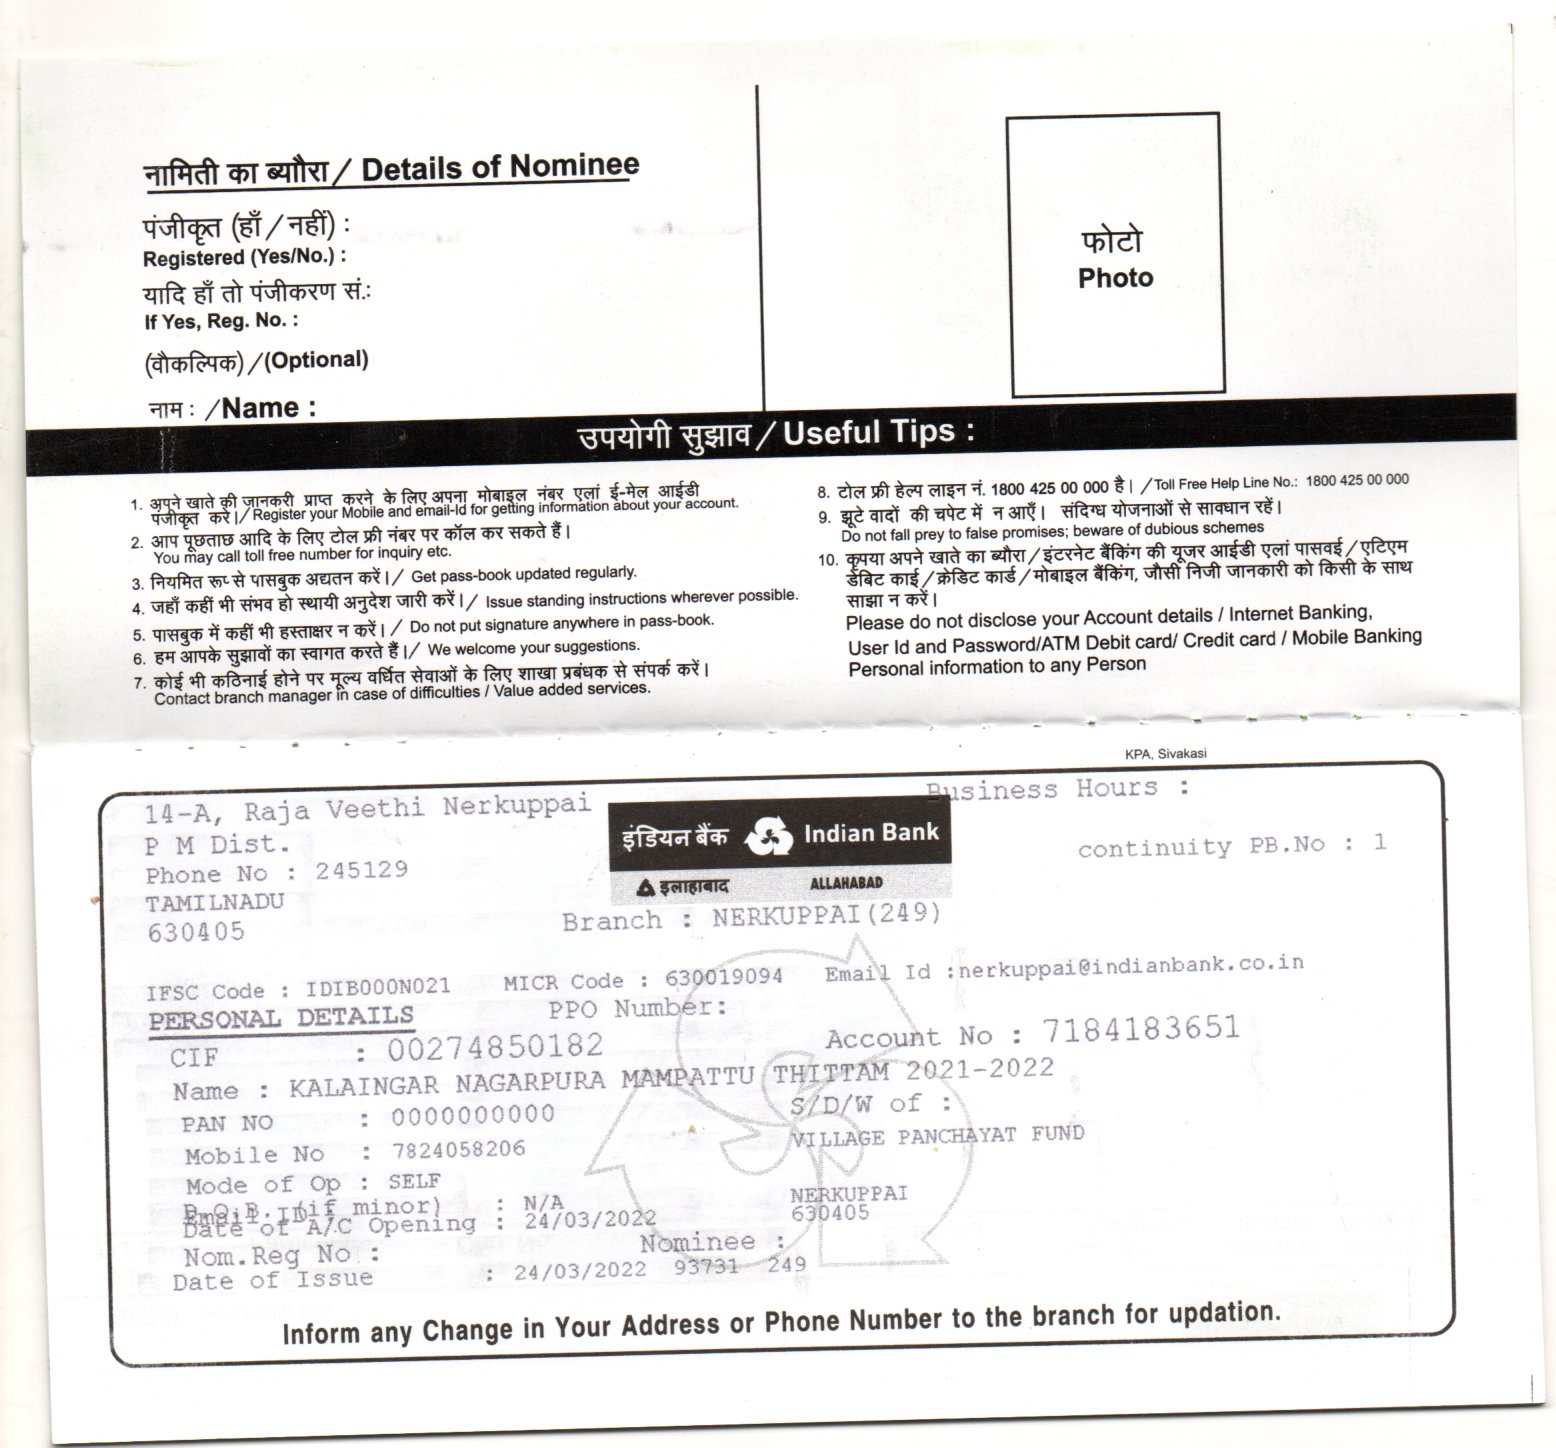 नामिती का ब्यौरा / Details of Nominee
पंजीकृत (हाँ / नहीं) :
Registered (Yes/No.) :
यादि हाँ तो पंजीकरण सं.:
If Yes, Reg. No. :
(वौकल्पिक) / (Optional)
नाम : / Name :
फोटो
Photo
उपयोगी सुझाव / Useful Tips :
1. अपने खाते की जानकरी प्राप्त करने के लिए अपना मोबाइल नंबर एलां ई-मेल आईडी
पंजीकृत करें। / Register your Mobile and email-Id for getting information about your account.
2. आप पूछताछ आदि के लिए टोल फ्री नंबर पर कॉल कर सकते हैं।
You may call toll free number for inquiry etc.
3. नियमित रूप से पासबुक अद्यतन करें। / Get pass-book updated regularly.
4. जहाँ कहीं भी संभव हो स्थायी अनुदेश जारी करें। / Issue standing instructions wherever possible.
5. पासबुक में कहीं भी हस्ताक्षर न करें। / Do not put signature anywhere in pass-book.
6. हम आपके सुझावों का स्वागत करते हैं। / We welcome your suggestions.
7. कोई भी कठिनाई होने पर मूल्य वर्धित सेवाओं के लिए शाखा प्रबंधक से संपर्क करें।
Contact branch manager in case of difficulties / Value added services.
8. टोल फ्री हेल्प लाइन नं. 1800 425 00 000 है। / Toll Free Help Line No.: 1800 425 00 000
9. झूटे वादों की चपेट में न आएँ। संदिग्ध योजनाओं से सावधान रहें।
Do not fall prey to false promises; beware of dubious schemes
10. कृपया अपने खाते का ब्यौरा / इंटरनेट बैंकिंग की यूजर आईडी एलां पासवर्ई / एटिएम
डेबिट कार्ई / क्रेडिट कार्ड / मोबाइल बैंकिंग, जौसी निजी जानकारी को किसी के साथ
साझा न करें।
Please do not disclose your Account details / Internet Banking,
User Id and Password/ATM Debit card/ Credit card / Mobile Banking
Personal information to any Person
KPA, Sivakasi
14-A, Raja Veethi Nerkuppai
Business Hours :
P M Dist.
इंडियन बैंक Indian Bank
continuity PB.No : 1
Phone No : 245129
इलाहाबाद ALLAHABAD
TAMILNADU
630405
Branch : NERKUPPAI(249)
IFSC Code : IDIB000N021 MICR Code : 630019094 Email Id :nerkuppai@indianbank.co.in
PERSONAL DETAILS PPO Number:
CIF : 00274850182 Account No : 7184183651
Name : KALAINGAR NAGARPURA MAMPATTU THITTAM 2021-2022
PAN NO : 0000000000 S/D/W of :
Mobile No : 7824058206 VILLAGE PANCHAYAT FUND
Mode of Op : SELF
D.O.B. (if minor) : N/A NERKUPPAI
Email ID :
Date of A/C Opening : 24/03/2022 630405
Nom.Reg No : Nominee :
Date of Issue : 24/03/2022 93731 249
Inform any Change in Your Address or Phone Number to the branch for updation.